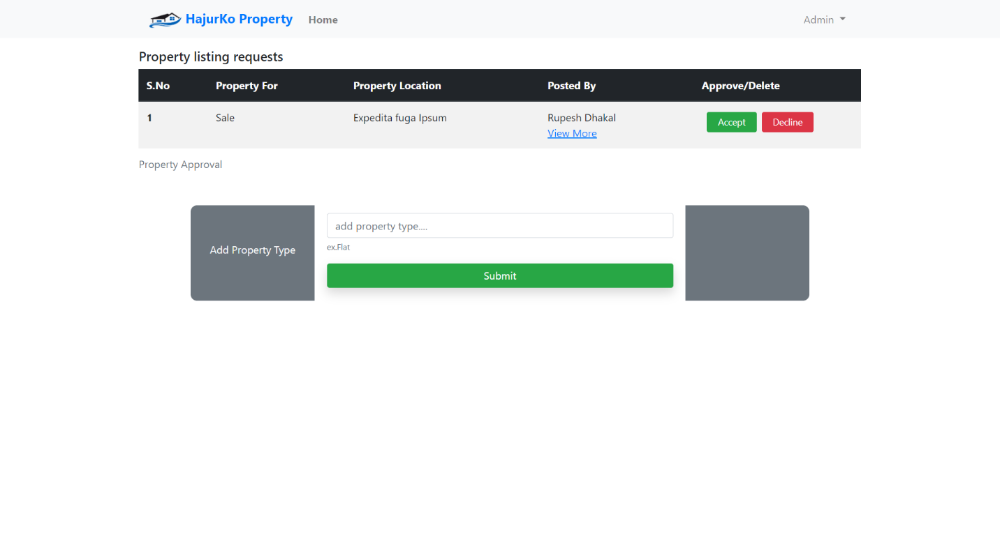 HajurKo Property Home Admin
Property listing requests
S.No Property For Property Location Posted By Approve/Delete
1 Sale Expedita fuga Ipsum Rupesh Dhakal Accept Decline
View More
Property Approval
add property type....
ex.Flat
Add Property Type
Submit